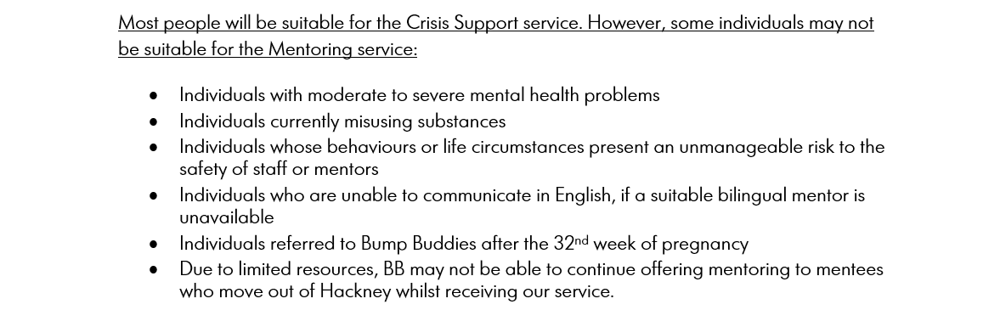 Most people will be suitable for the Crisis Support service. However, some individuals may not
be suitable for the Mentoring service:
● Individuals with moderate to severe mental health problems
● Individuals currently misusing substances
● Individuals whose behaviours or life circumstances present an unmanageable risk to the
safety of staff or mentors
● Individuals who are unable to communicate in English, if a suitable bilingual mentor is
unavailable
● Individuals referred to Bump Buddies after the 32nd week of pregnancy
● Due to limited resources, BB may not be able to continue offering mentoring to mentees
who move out of Hackney whilst receiving our service.